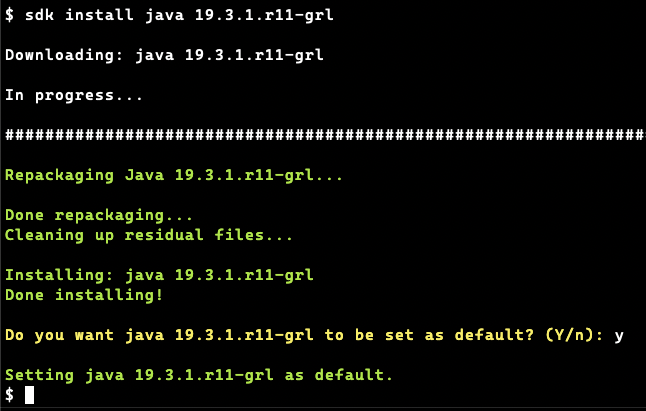 $ sdk install java 19.3.1.r11-grl
Downloading: java 19.3.1.r11-grl
In progress...
################################################################
Repackaging Java 19.3.1.r11-grl...
Done repackaging...
Cleaning up residual files...
Installing: java 19.3.1.r11-grl
Done installing!
Do you want java 19.3.1.r11-grl to be set as default? (Y/n): y
Setting java 19.3.1.r11-grl as default.
$